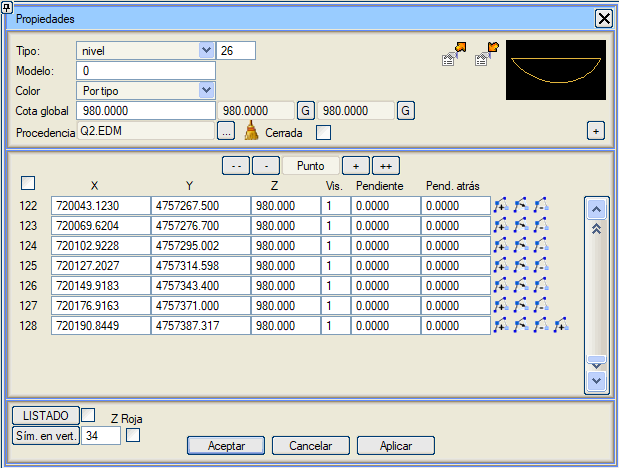 Propiedades
Tipo: nivel 26
Modelo: 0
Color Por tipo
Cota global 980.0000 980.0000 G 980.0000 G
Procedencia Q2.EDM ... Cerrada +
-- - Punto + ++
X Y Z Vis. Pendiente Pend. atrás
122 720043.1230 4757267.500 980.000 1 0.0000 0.0000
123 720069.6204 4757276.700 980.000 1 0.0000 0.0000
124 720102.9228 4757295.002 980.000 1 0.0000 0.0000
125 720127.2027 4757314.598 980.000 1 0.0000 0.0000
126 720149.9183 4757343.400 980.000 1 0.0000 0.0000
127 720176.9163 4757371.000 980.000 1 0.0000 0.0000
128 720190.8449 4757387.317 980.000 1 0.0000 0.0000
LISTADO Z Roja
Sím. en vert. 34
Aceptar Cancelar Aplicar